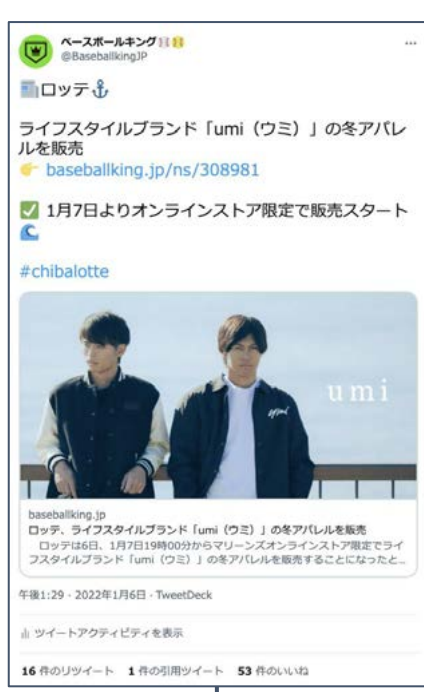 ベースボールキング
@BaseballkingJP
ロッテ
ライフスタイルブランド「umi（ウミ）」の冬アパレ
ルを販売
baseballking.jp/ns/308981
1月7日よりオンラインストア限定で販売スタート
#chibalotte
umi
baseballking.jp
ロッテ、ライフスタイルブランド「umi（ウミ）」の冬アパレルを販売
ロッテは6日、1月7日19時00分からマリーンズオンラインストア限定でライ
フスタイルブランド「umi（ウミ）」の冬アパレルを販売することになったと...
午後1:29 · 2022年1月6日 · TweetDeck
ツイートアクティビティを表示
16 件のリツイート 1 件の引用ツイート 53 件のいいね